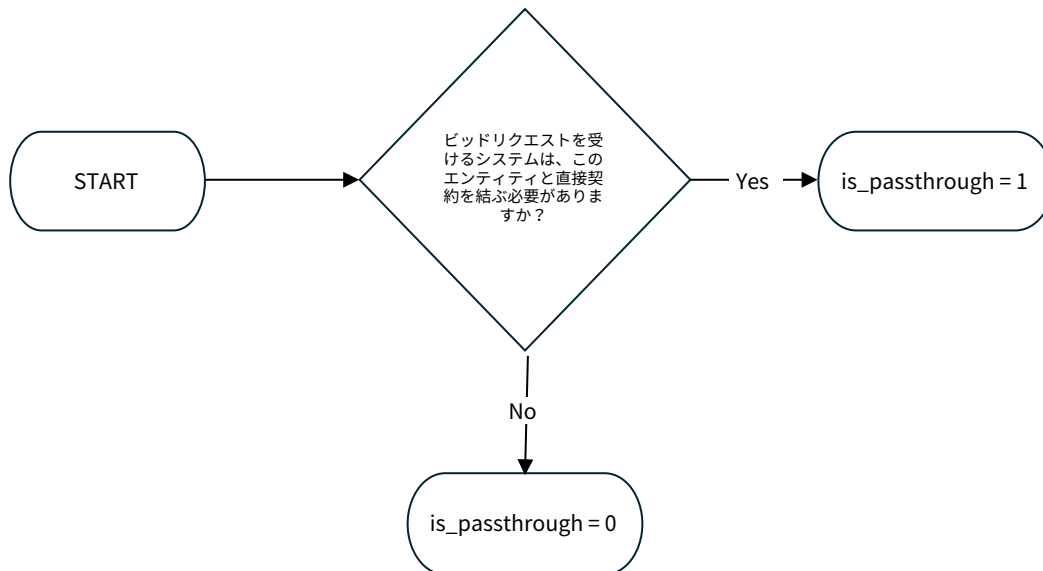 START
ビッドリクエストを受
けるシステムは、この
エンティティと直接契
約を結ぶ必要がありま
すか？
Yes
is_passthrough = 1
No
is_passthrough = 0